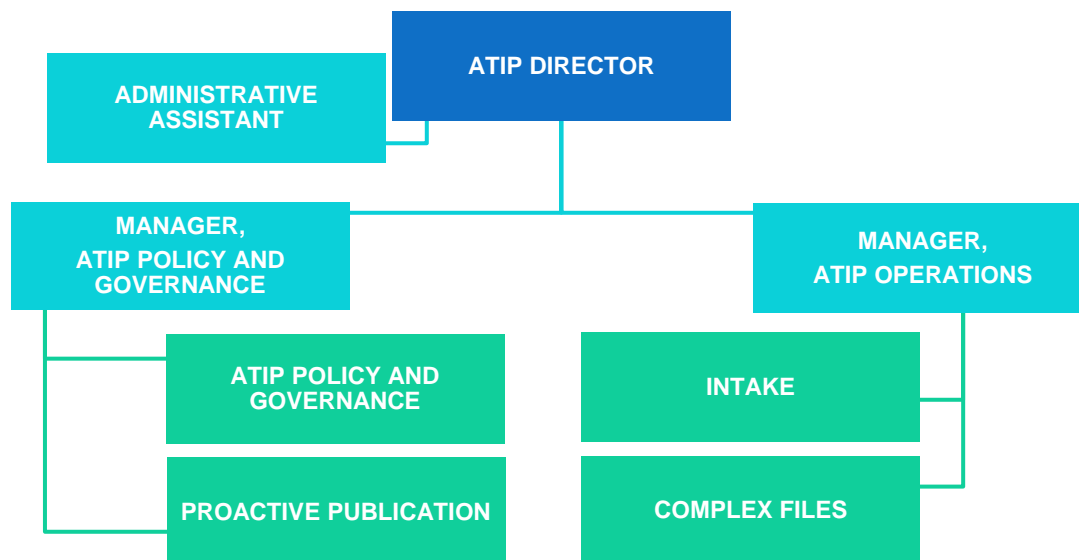 ATIP DIRECTOR
ADMINISTRATIVE
ASSISTANT
MANAGER,
ATIP POLICY AND
GOVERNANCE
MANAGER,
ATIP OPERATIONS
ATIP POLICY AND
GOVERNANCE
INTAKE
PROACTIVE PUBLICATION
COMPLEX FILES